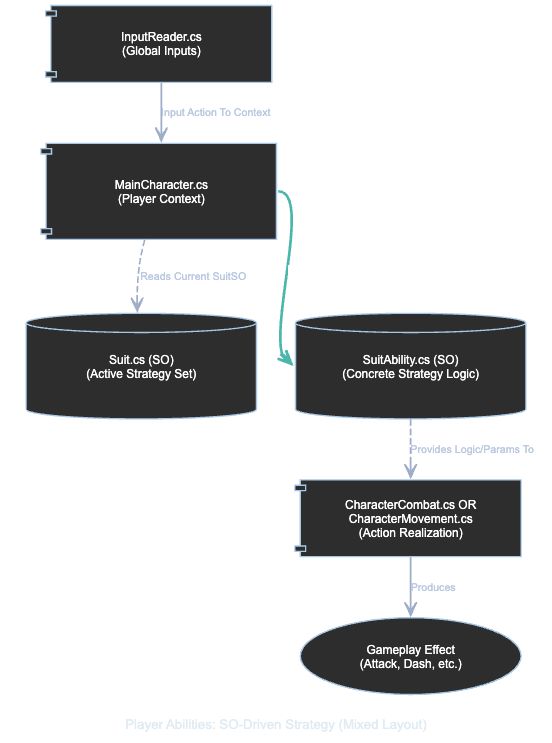 InputReader.cs
(Global Inputs)
Input Action To Context
MainCharacter.cs
(Player Context)
Reads Current SuitSO
Suit.cs (SO)
(Active Strategy Set)
SuitAbility.cs (SO)
(Concrete Strategy Logic)
Provides Logic/Params To
CharacterCombat.cs OR
CharacterMovement.cs
(Action Realization)
Produces
Gameplay Effect
(Attack, Dash, etc.)
Player Abilities: SO-Driven Strategy (Mixed Layout)